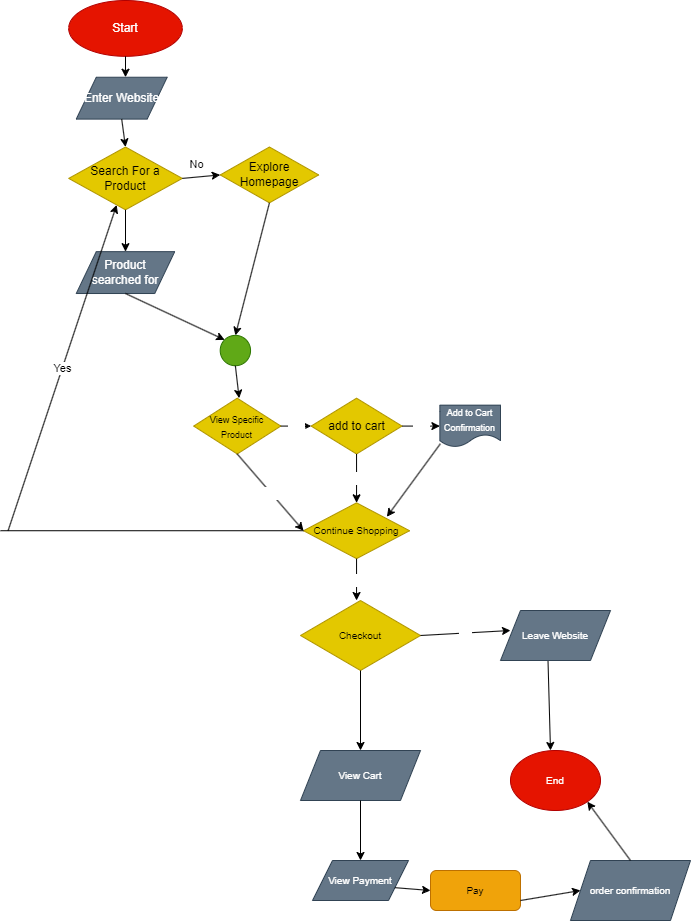 Start
Enter Website
Search For a
Product
No
Explore
Homepage
Product
searched for
Yes
View Specific
Product
add to cart
Add to Cart
Confirmation
Continue Shopping
Checkout
Leave Website
View Cart
End
View Payment
Pay
order confirmation